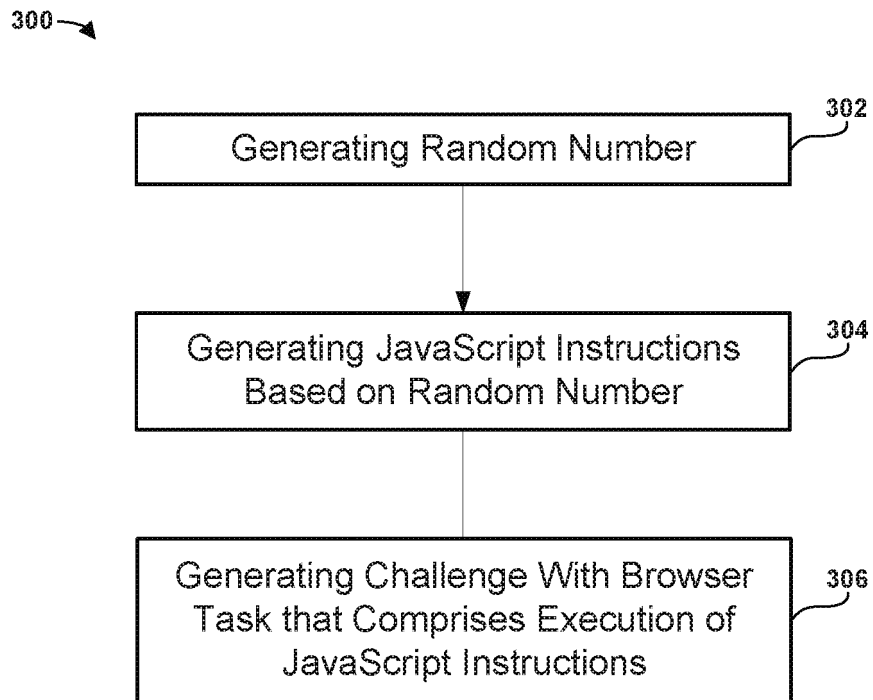 300
302
Generating Random Number
304
Generating JavaScript Instructions
Based on Random Number
306
Generating Challenge With Browser
Task that Comprises Execution of
JavaScript Instructions